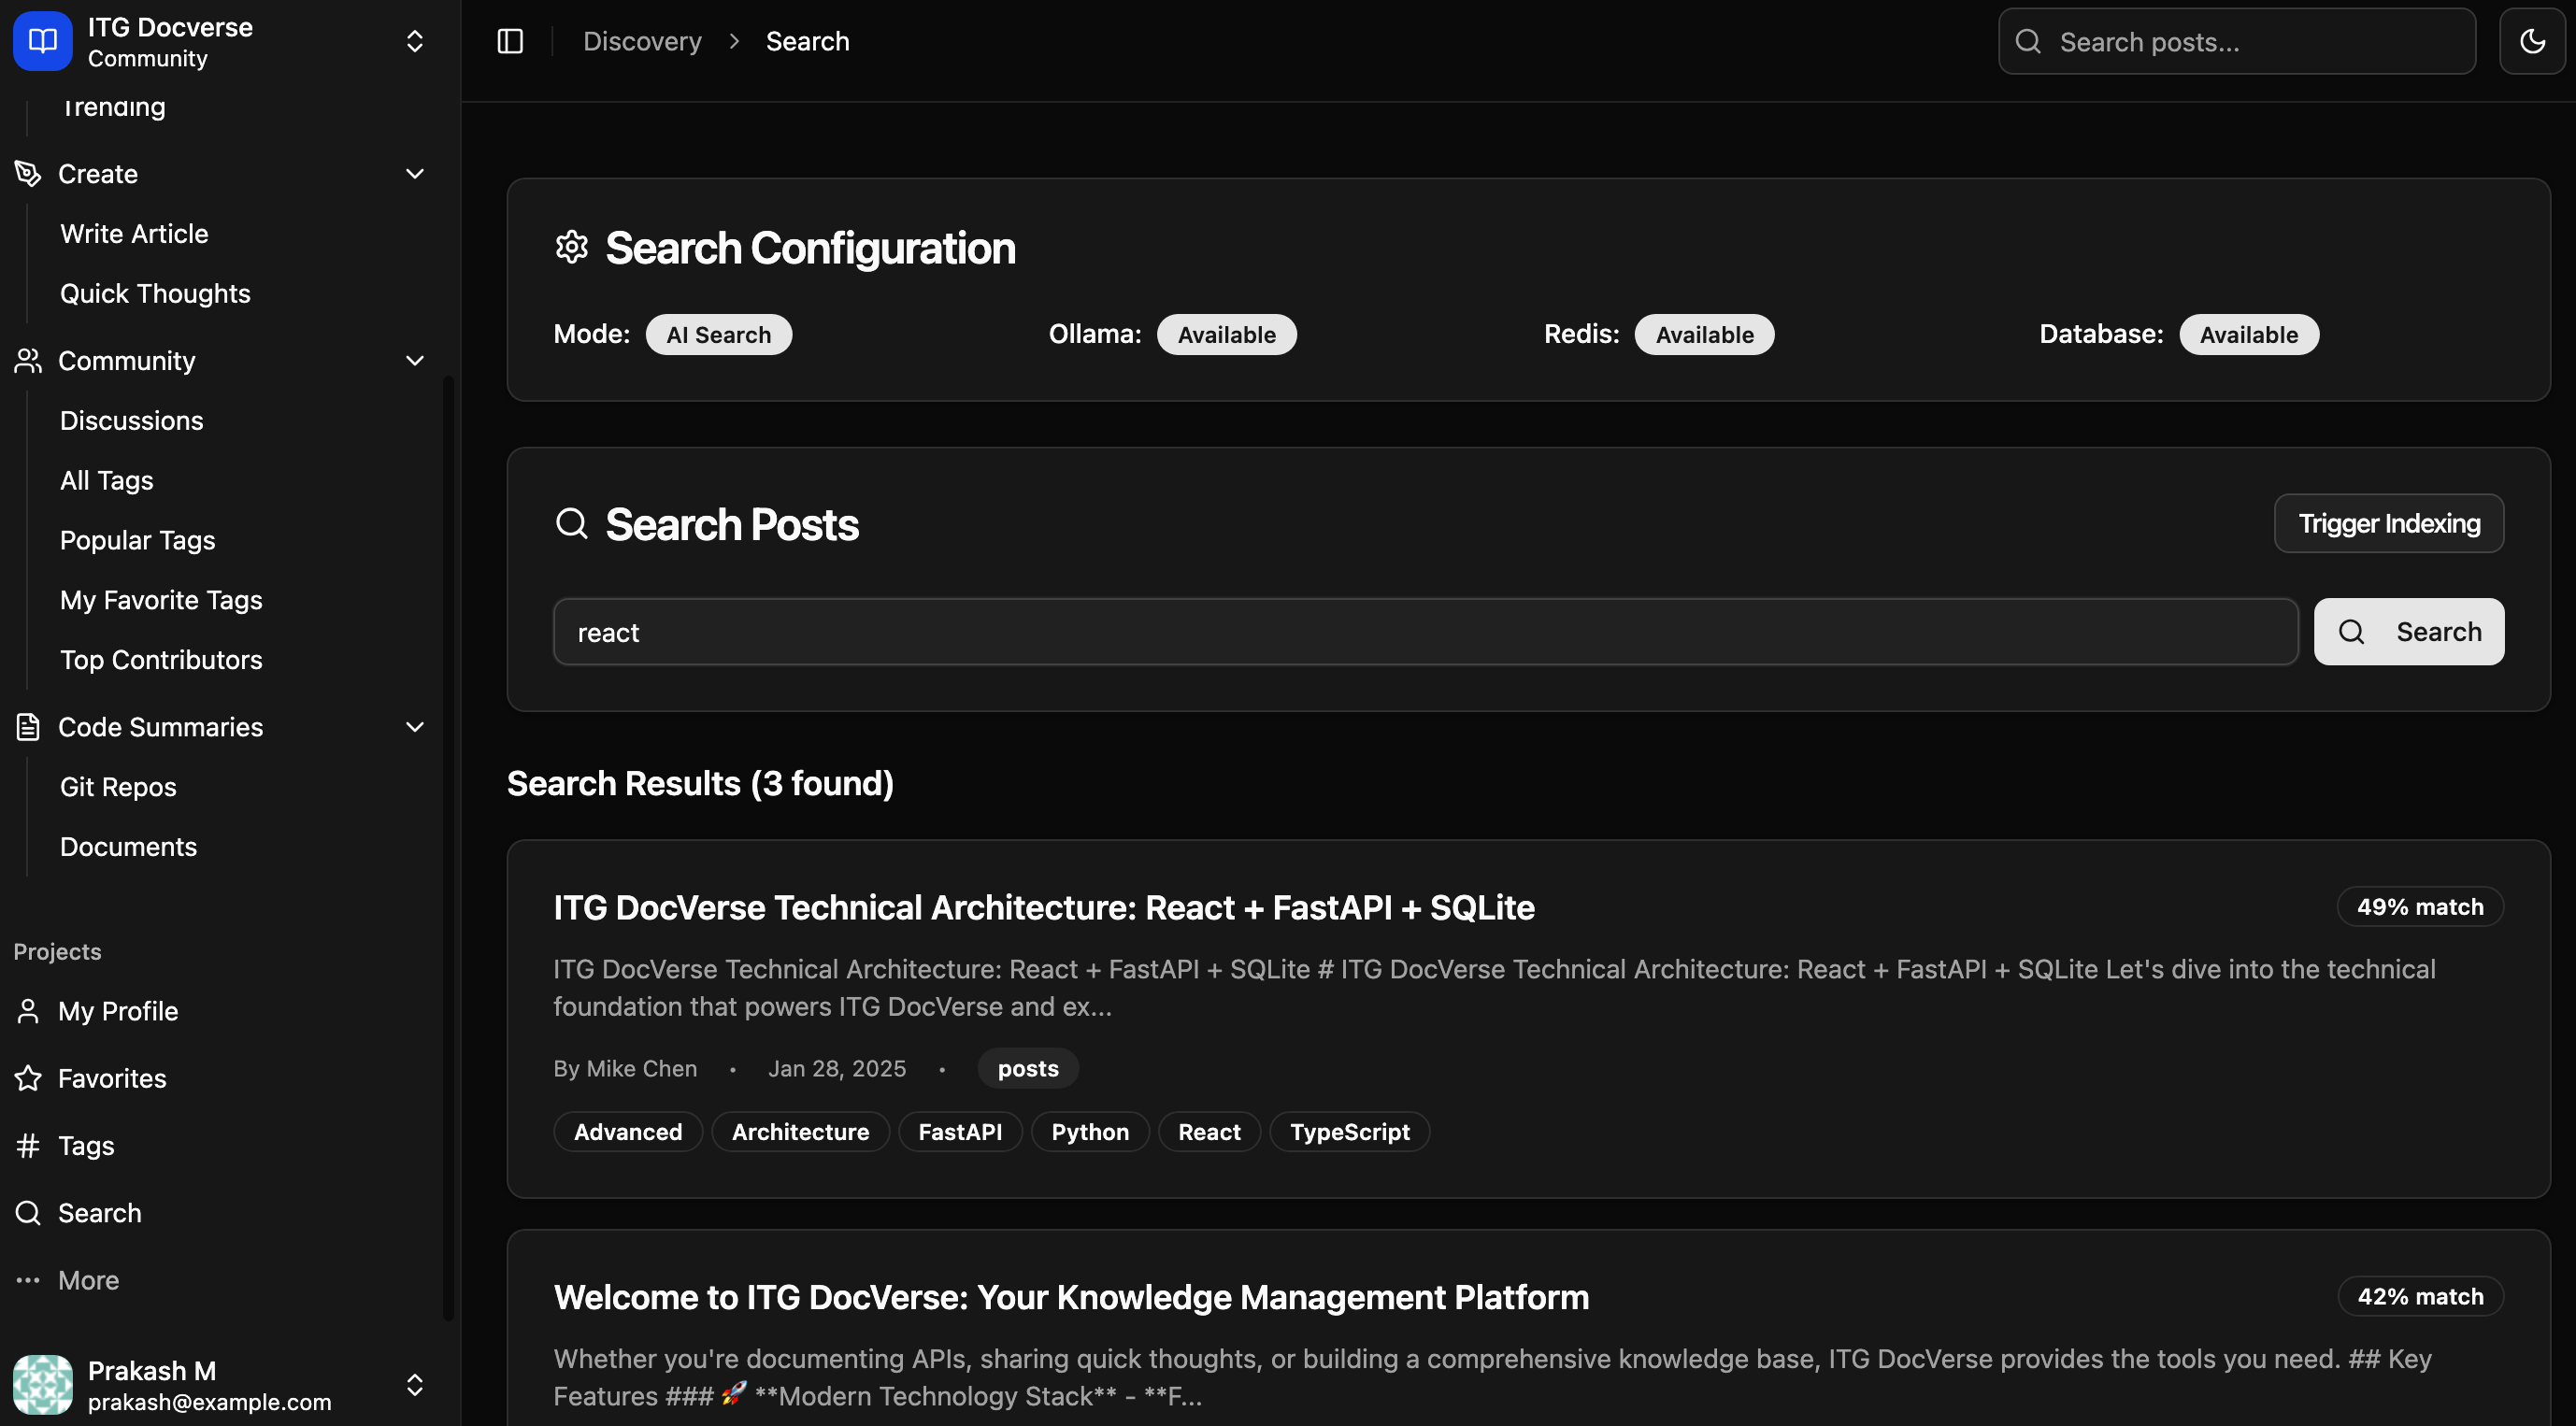 ITG Docverse
Community
Trending
Create
Write Article
Quick Thoughts
Community
Discussions
All Tags
Popular Tags
My Favorite Tags
Top Contributors
Code Summaries
Git Repos
Documents
Projects
My Profile
Favorites
Tags
Search
More
Prakash M
prakash@example.com
Discovery > Search
Search posts...
Search Configuration
Mode: AI Search
Ollama: Available
Redis: Available
Database: Available
Search Posts
Trigger Indexing
react
Search
Search Results (3 found)
ITG DocVerse Technical Architecture: React + FastAPI + SQLite
49% match
ITG DocVerse Technical Architecture: React + FastAPI + SQLite # ITG DocVerse Technical Architecture: React + FastAPI + SQLite Let's dive into the technical
foundation that powers ITG DocVerse and ex...
By Mike Chen • Jan 28, 2025 • posts
Advanced Architecture FastAPI Python React TypeScript
Welcome to ITG DocVerse: Your Knowledge Management Platform
42% match
Whether you're documenting APIs, sharing quick thoughts, or building a comprehensive knowledge base, ITG DocVerse provides the tools you need. ## Key
Features ### 🚀 **Modern Technology Stack** - **F...